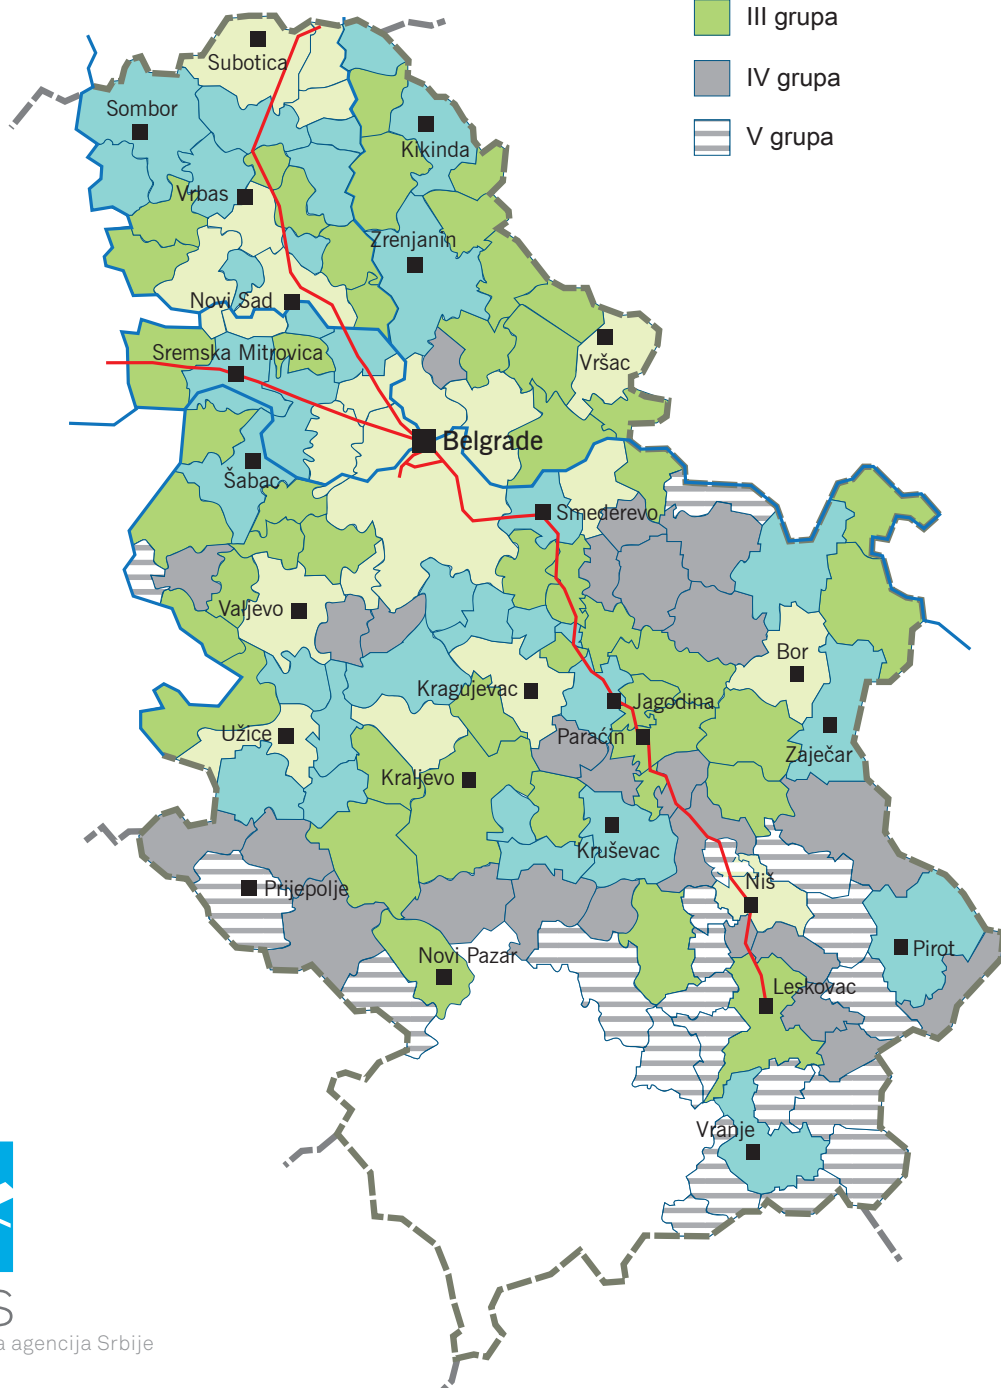 III grupa
IV grupa
V grupa
Subotica
Sombor
Kikinda
Vrbas
Zrenjanin
Novi Sad
Sremska Mitrovica
Vršac
Belgrade
Šabac
Smederevo
Valjevo
Bor
Kragujevac
Jagodina
Užice
Paraćin
Zaječar
Kraljevo
Kruševac
Niš
Prijepolje
Pirot
Novi Pazar
Leskovac
Vranje
S
a agencija Srbije